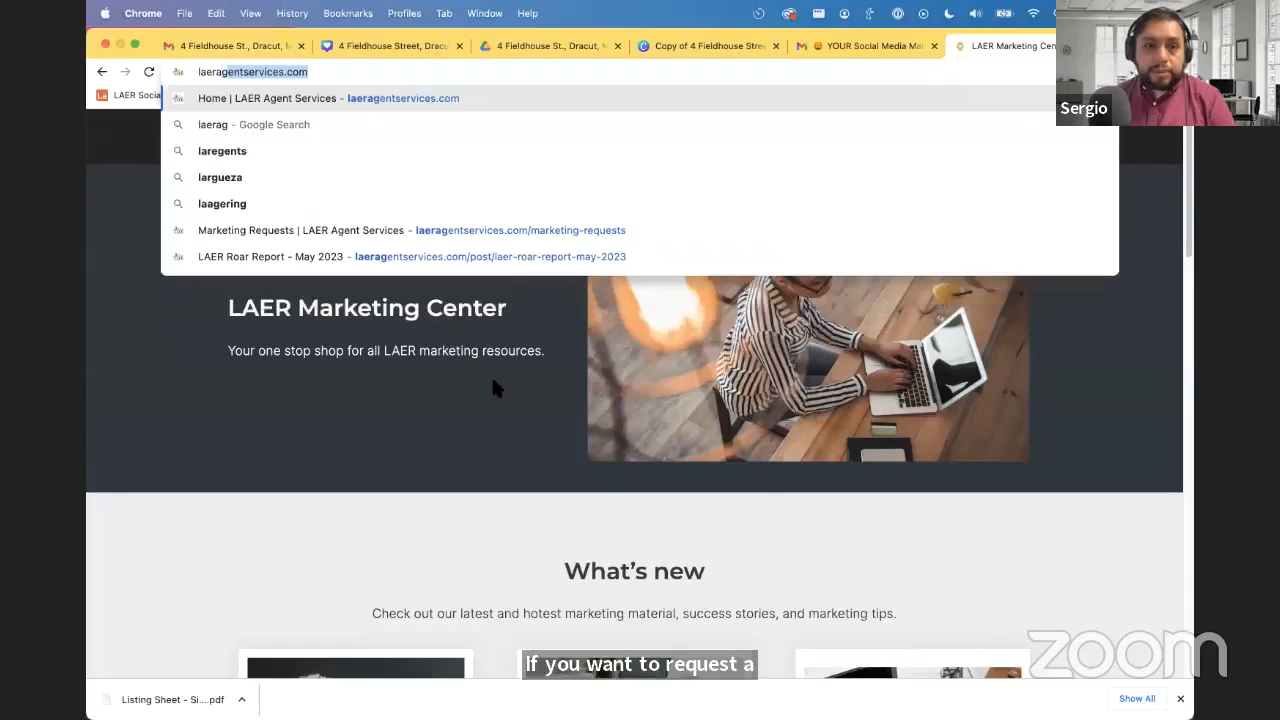 Chrome File Edit View History Bookmarks Profiles Tab Window Help
4 Fieldhouse St., Dracut, M
4 Fieldhouse Street, Dracu
4 Fieldhouse St., Dracut, M
Copy of 4 Fieldhouse Stree
YOUR Social Media Ma
LAER Marketing Cen
laeragentservices.com
LAER Socia
Home | LAER Agent Services - laeragentservices.com
laerag - Google Search
laregents
largueza
laagering
Marketing Requests | LAER Agent Services - laeragentservices.com/marketing-requests
LAER Roar Report - May 2023 - laeragentservices.com/post/laer-roar-report-may-2023
Sergio
LAER Marketing Center
Your one stop shop for all LAER marketing resources.
What's new
Check out our latest and hotest marketing material, success stories, and marketing tips.
If you want to request a
zoom
Listing Sheet - Si....pdf
Show All